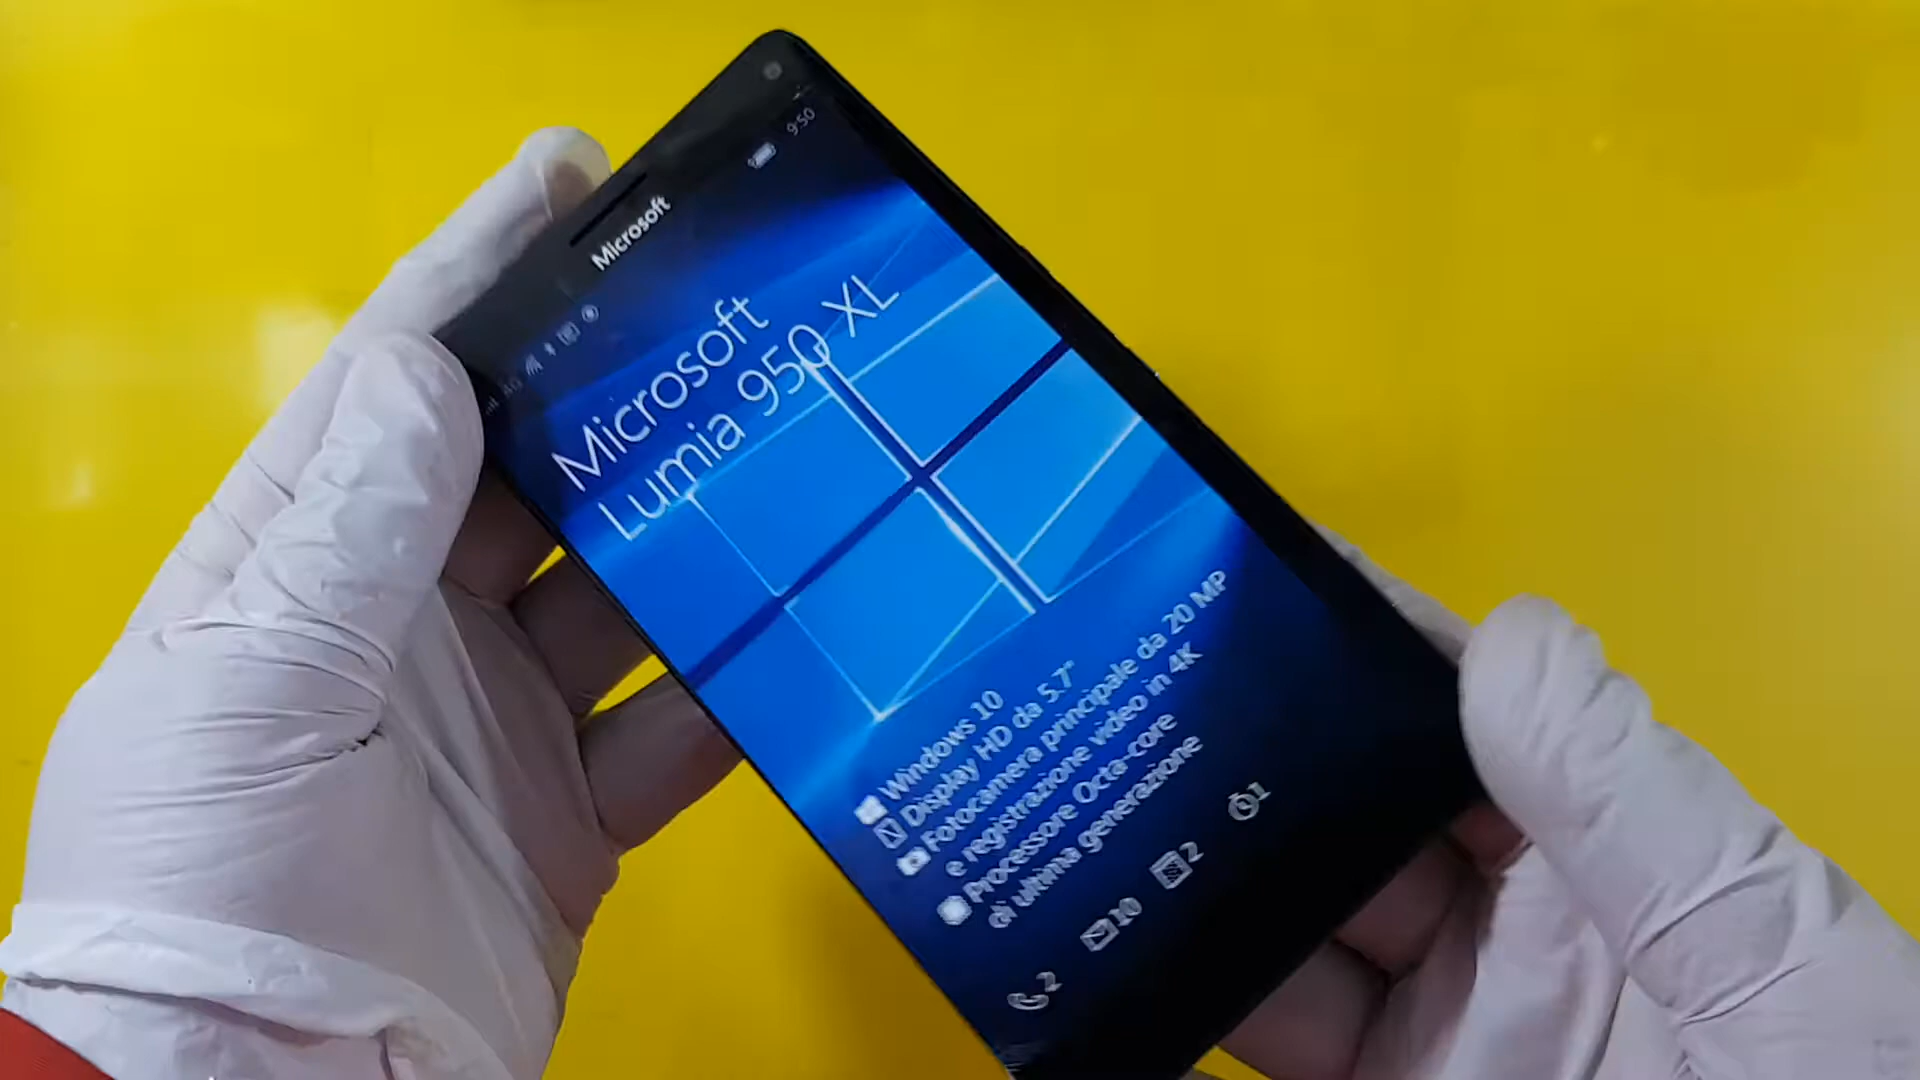 9:50
Microsoft
4G
Microsoft
Lumia 950 XL
Windows 10
Display HD da 5.7"
Fotocamera principale da 20 MP
e registrazione video in 4K
Processore Octa-core
di ultima generazione
2 10 2 1